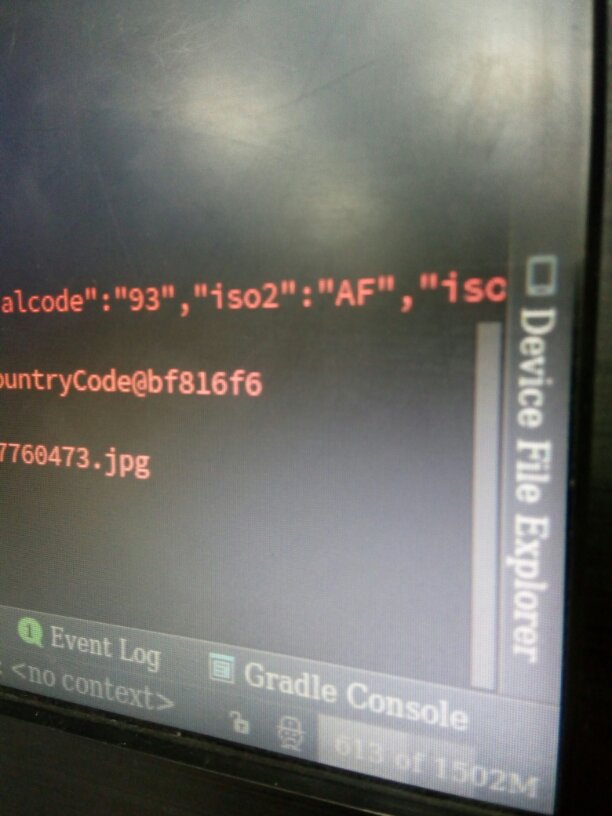 alcode":"93","iso2":"AF","iso
ountryCode@bf816f6
7760473.jpg
Device File Explorer
Event Log
Gradle Console
: <no context>
613 of 1502M